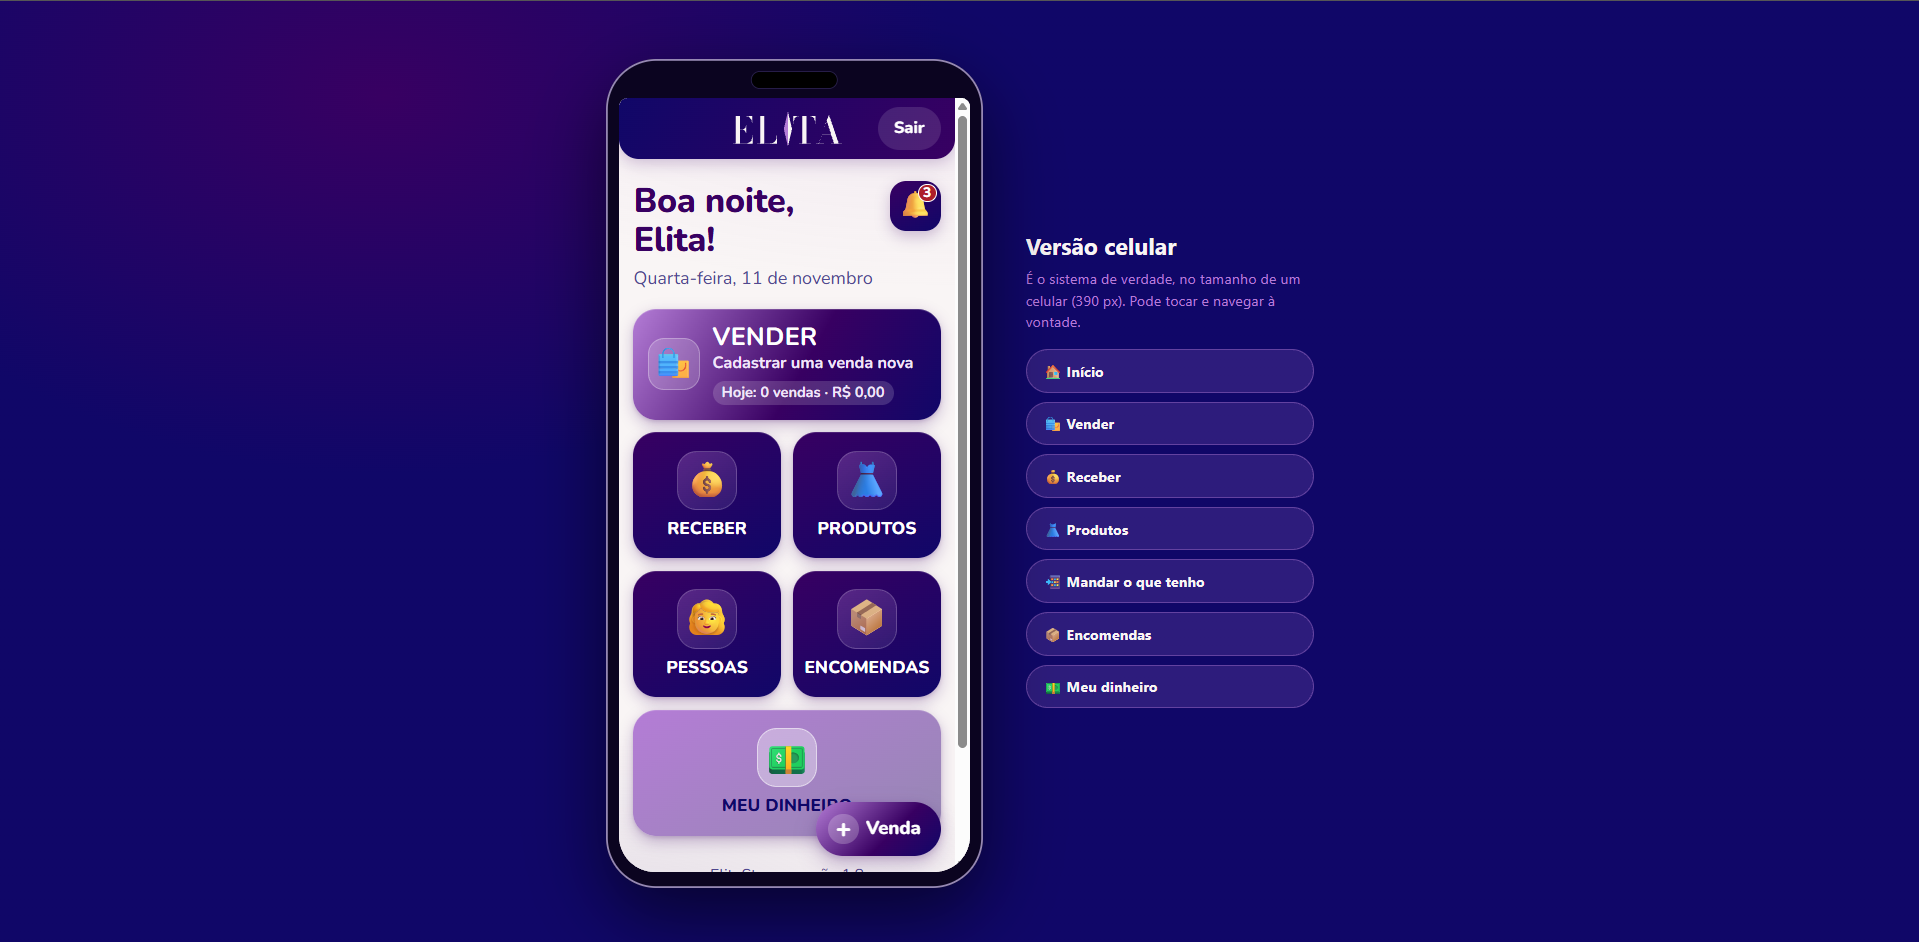 ELITA
Sair
3
Boa noite,
Elita!
Quarta-feira, 11 de novembro
VENDER
Cadastrar uma venda nova
Hoje: 0 vendas · R$ 0,00
RECEBER
PRODUTOS
PESSOAS
ENCOMENDAS
MEU DINHEIRO
+ Venda
Versão celular
É o sistema de verdade, no tamanho de um
celular (390 px). Pode tocar e navegar à
vontade.
Início
Vender
Receber
Produtos
Mandar o que tenho
Encomendas
Meu dinheiro